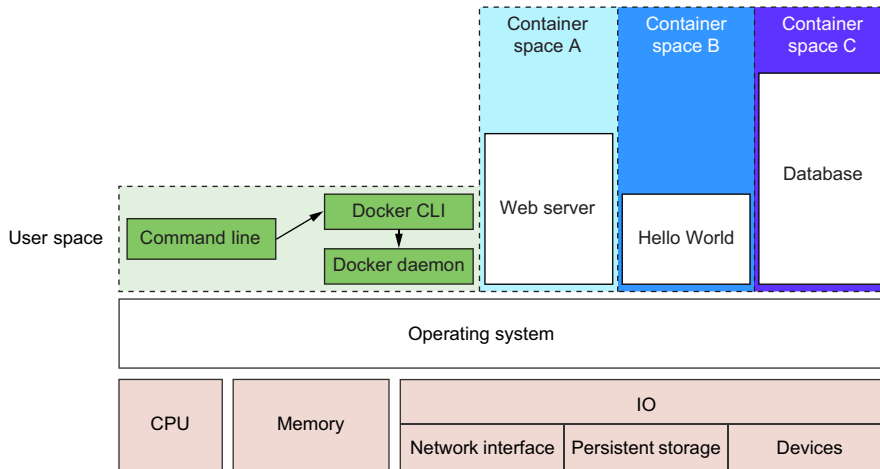 Container
space A
Container
space B
Container
space C
Database
Web server
Docker CLI
User space
Command line
Hello World
Docker daemon
Operating system
CPU
Memory
IO
Network interface
Persistent storage
Devices